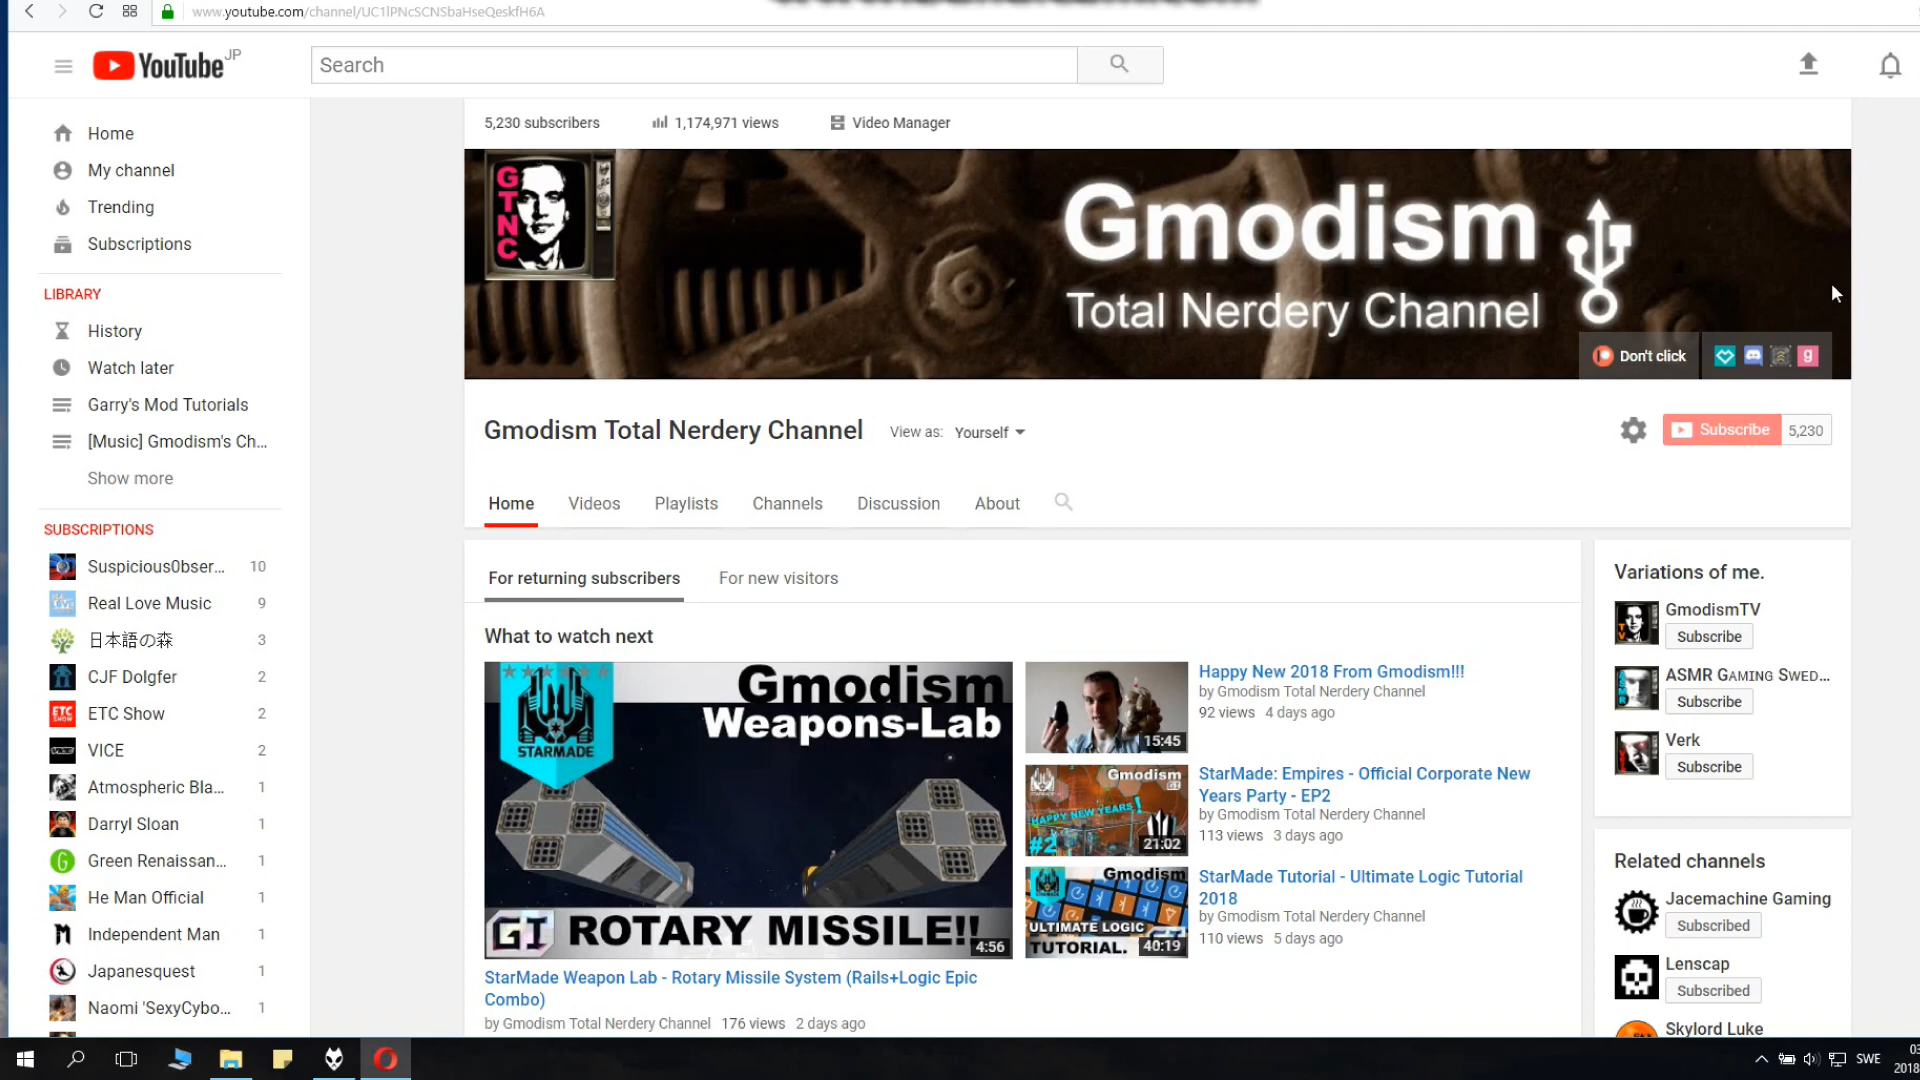 www.youtube.com/channel/UC1lPNcSCNSbaHseQeskfH6A
YouTube JP
Search
Home
My channel
Trending
Subscriptions
LIBRARY
History
Watch later
Garry's Mod Tutorials
[Music] Gmodism's Ch...
Show more
SUBSCRIPTIONS
Suspicious0bser... 10
Real Love Music 9
日本語の森 3
CJF Dolgfer 2
ETC Show 2
VICE 2
Atmospheric Bla... 1
Darryl Sloan 1
Green Renaissan... 1
He Man Official 1
Independent Man 1
Japanesquest 1
Naomi 'SexyCybo... 1
5,230 subscribers 1,174,971 views Video Manager
GTNC
Gmodism
Total Nerdery Channel
Don't click
Gmodism Total Nerdery Channel View as: Yourself
Subscribe 5,230
Home Videos Playlists Channels Discussion About
For returning subscribers For new visitors
What to watch next
Gmodism
Weapons-Lab
STARMADE
GI ROTARY MISSILE!!
4:56
StarMade Weapon Lab - Rotary Missile System (Rails+Logic Epic
Combo)
by Gmodism Total Nerdery Channel 176 views 2 days ago
15:45
Happy New 2018 From Gmodism!!!
by Gmodism Total Nerdery Channel
92 views 4 days ago
Gmodism
HAPPY NEW YEARS!
#2
21:02
StarMade: Empires - Official Corporate New
Years Party - EP2
by Gmodism Total Nerdery Channel
113 views 3 days ago
Gmodism
ULTIMATE LOGIC
TUTORIAL.
40:19
StarMade Tutorial - Ultimate Logic Tutorial
2018
by Gmodism Total Nerdery Channel
110 views 5 days ago
Variations of me.
GmodismTV
Subscribe
ASMR GAMING SWED...
Subscribe
Verk
Subscribe
Related channels
Jacemachine Gaming
Subscribed
Lenscap
Subscribed
Skylord Luke
SWE
03
2018